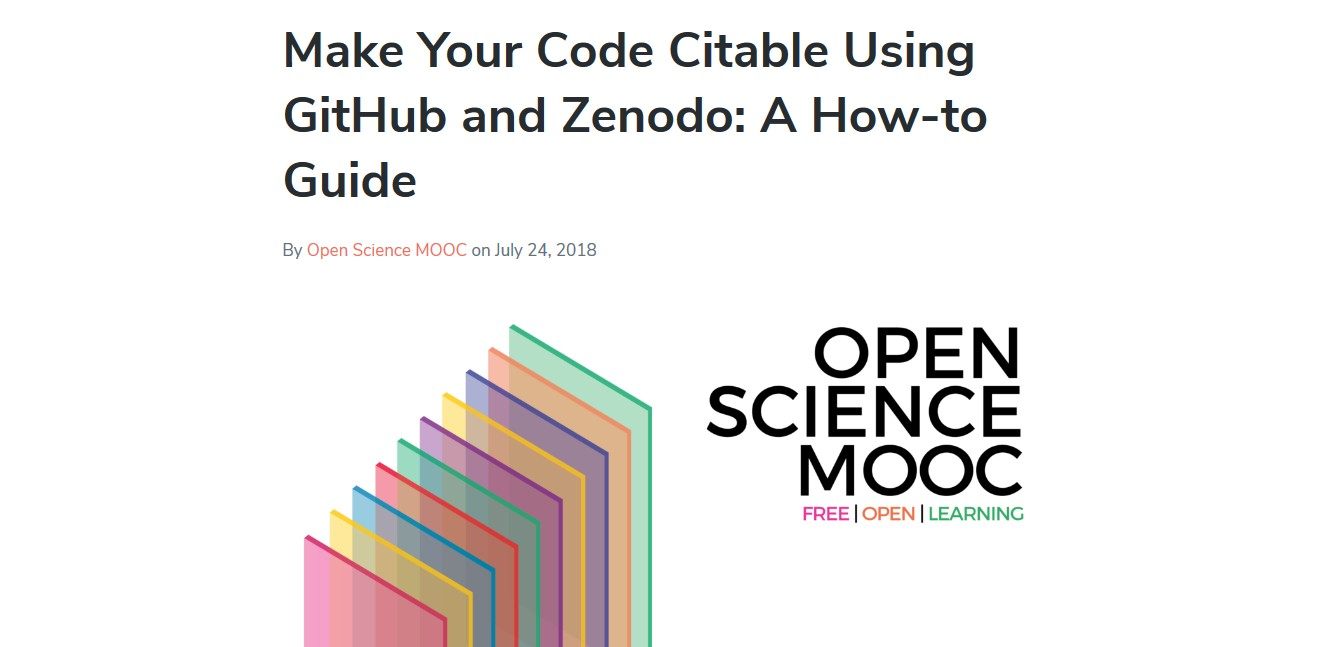 Make Your Code Citable Using
GitHub and Zenodo: A How-to
Guide
By Open Science MOOC on July 24, 2018
OPEN
SCIENCE
MOOC
FREE | OPEN | LEARNING